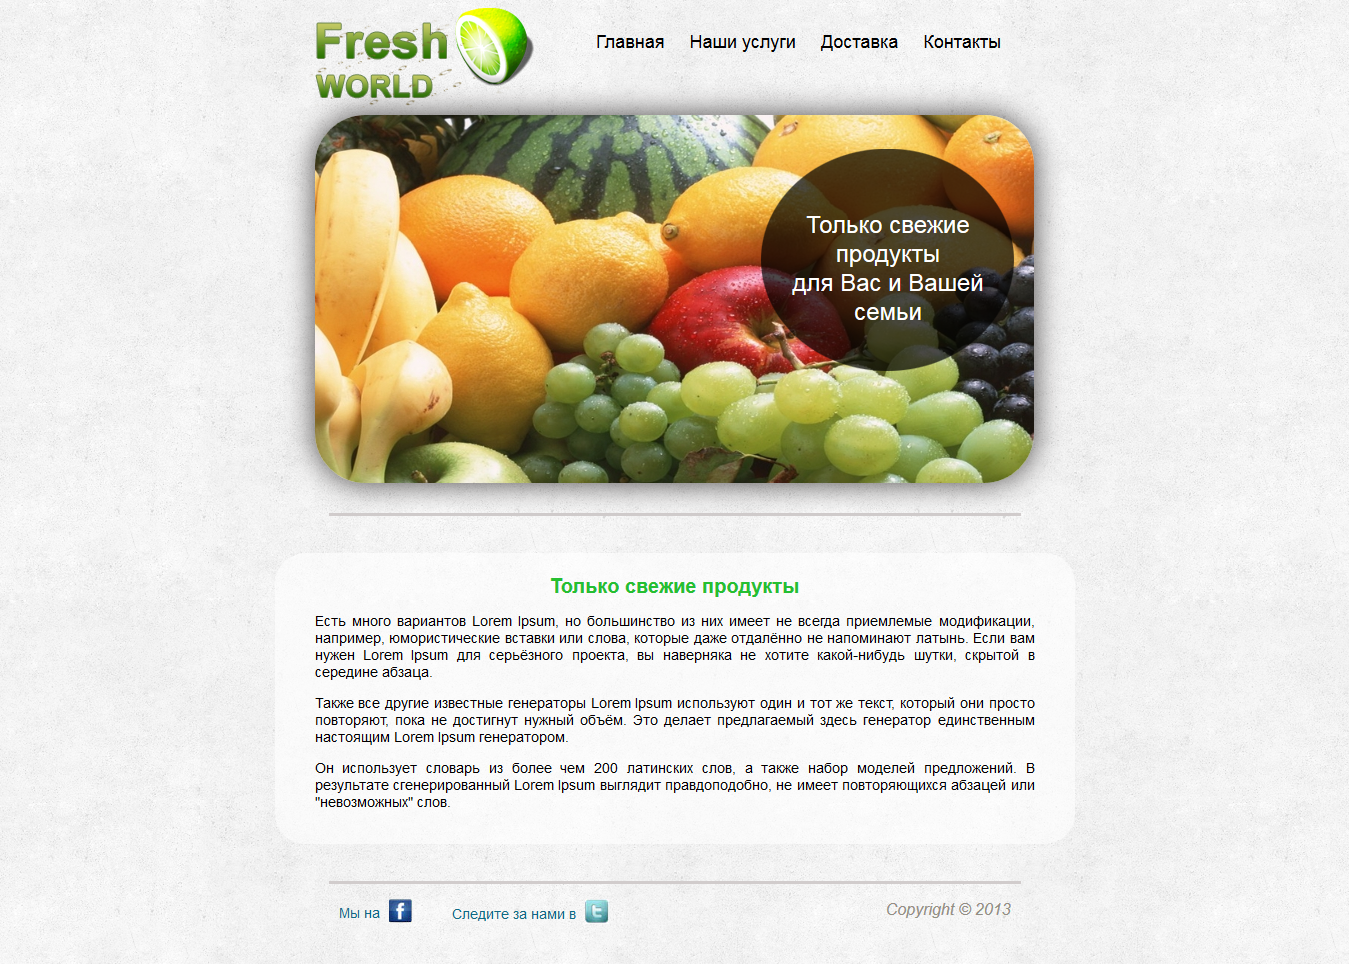 Fresh
WORLD
Главная Наши услуги Доставка Контакты
Только свежие
продукты
для Вас и Вашей
семьи
Только свежие продукты
Есть много вариантов Lorem Ipsum, но большинство из них имеет не всегда приемлемые модификации,
например, юмористические вставки или слова, которые даже отдалённо не напоминают латынь. Если вам
нужен Lorem Ipsum для серьёзного проекта, вы наверняка не хотите какой-нибудь шутки, скрытой в
середине абзаца.
Также все другие известные генераторы Lorem Ipsum используют один и тот же текст, который они просто
повторяют, пока не достигнут нужный объём. Это делает предлагаемый здесь генератор единственным
настоящим Lorem Ipsum генератором.
Он использует словарь из более чем 200 латинских слов, а также набор моделей предложений. В
результате сгенерированный Lorem Ipsum выглядит правдоподобно, не имеет повторяющихся абзацей или
"невозможных" слов.
Мы на f Следите за нами в t Copyright © 2013